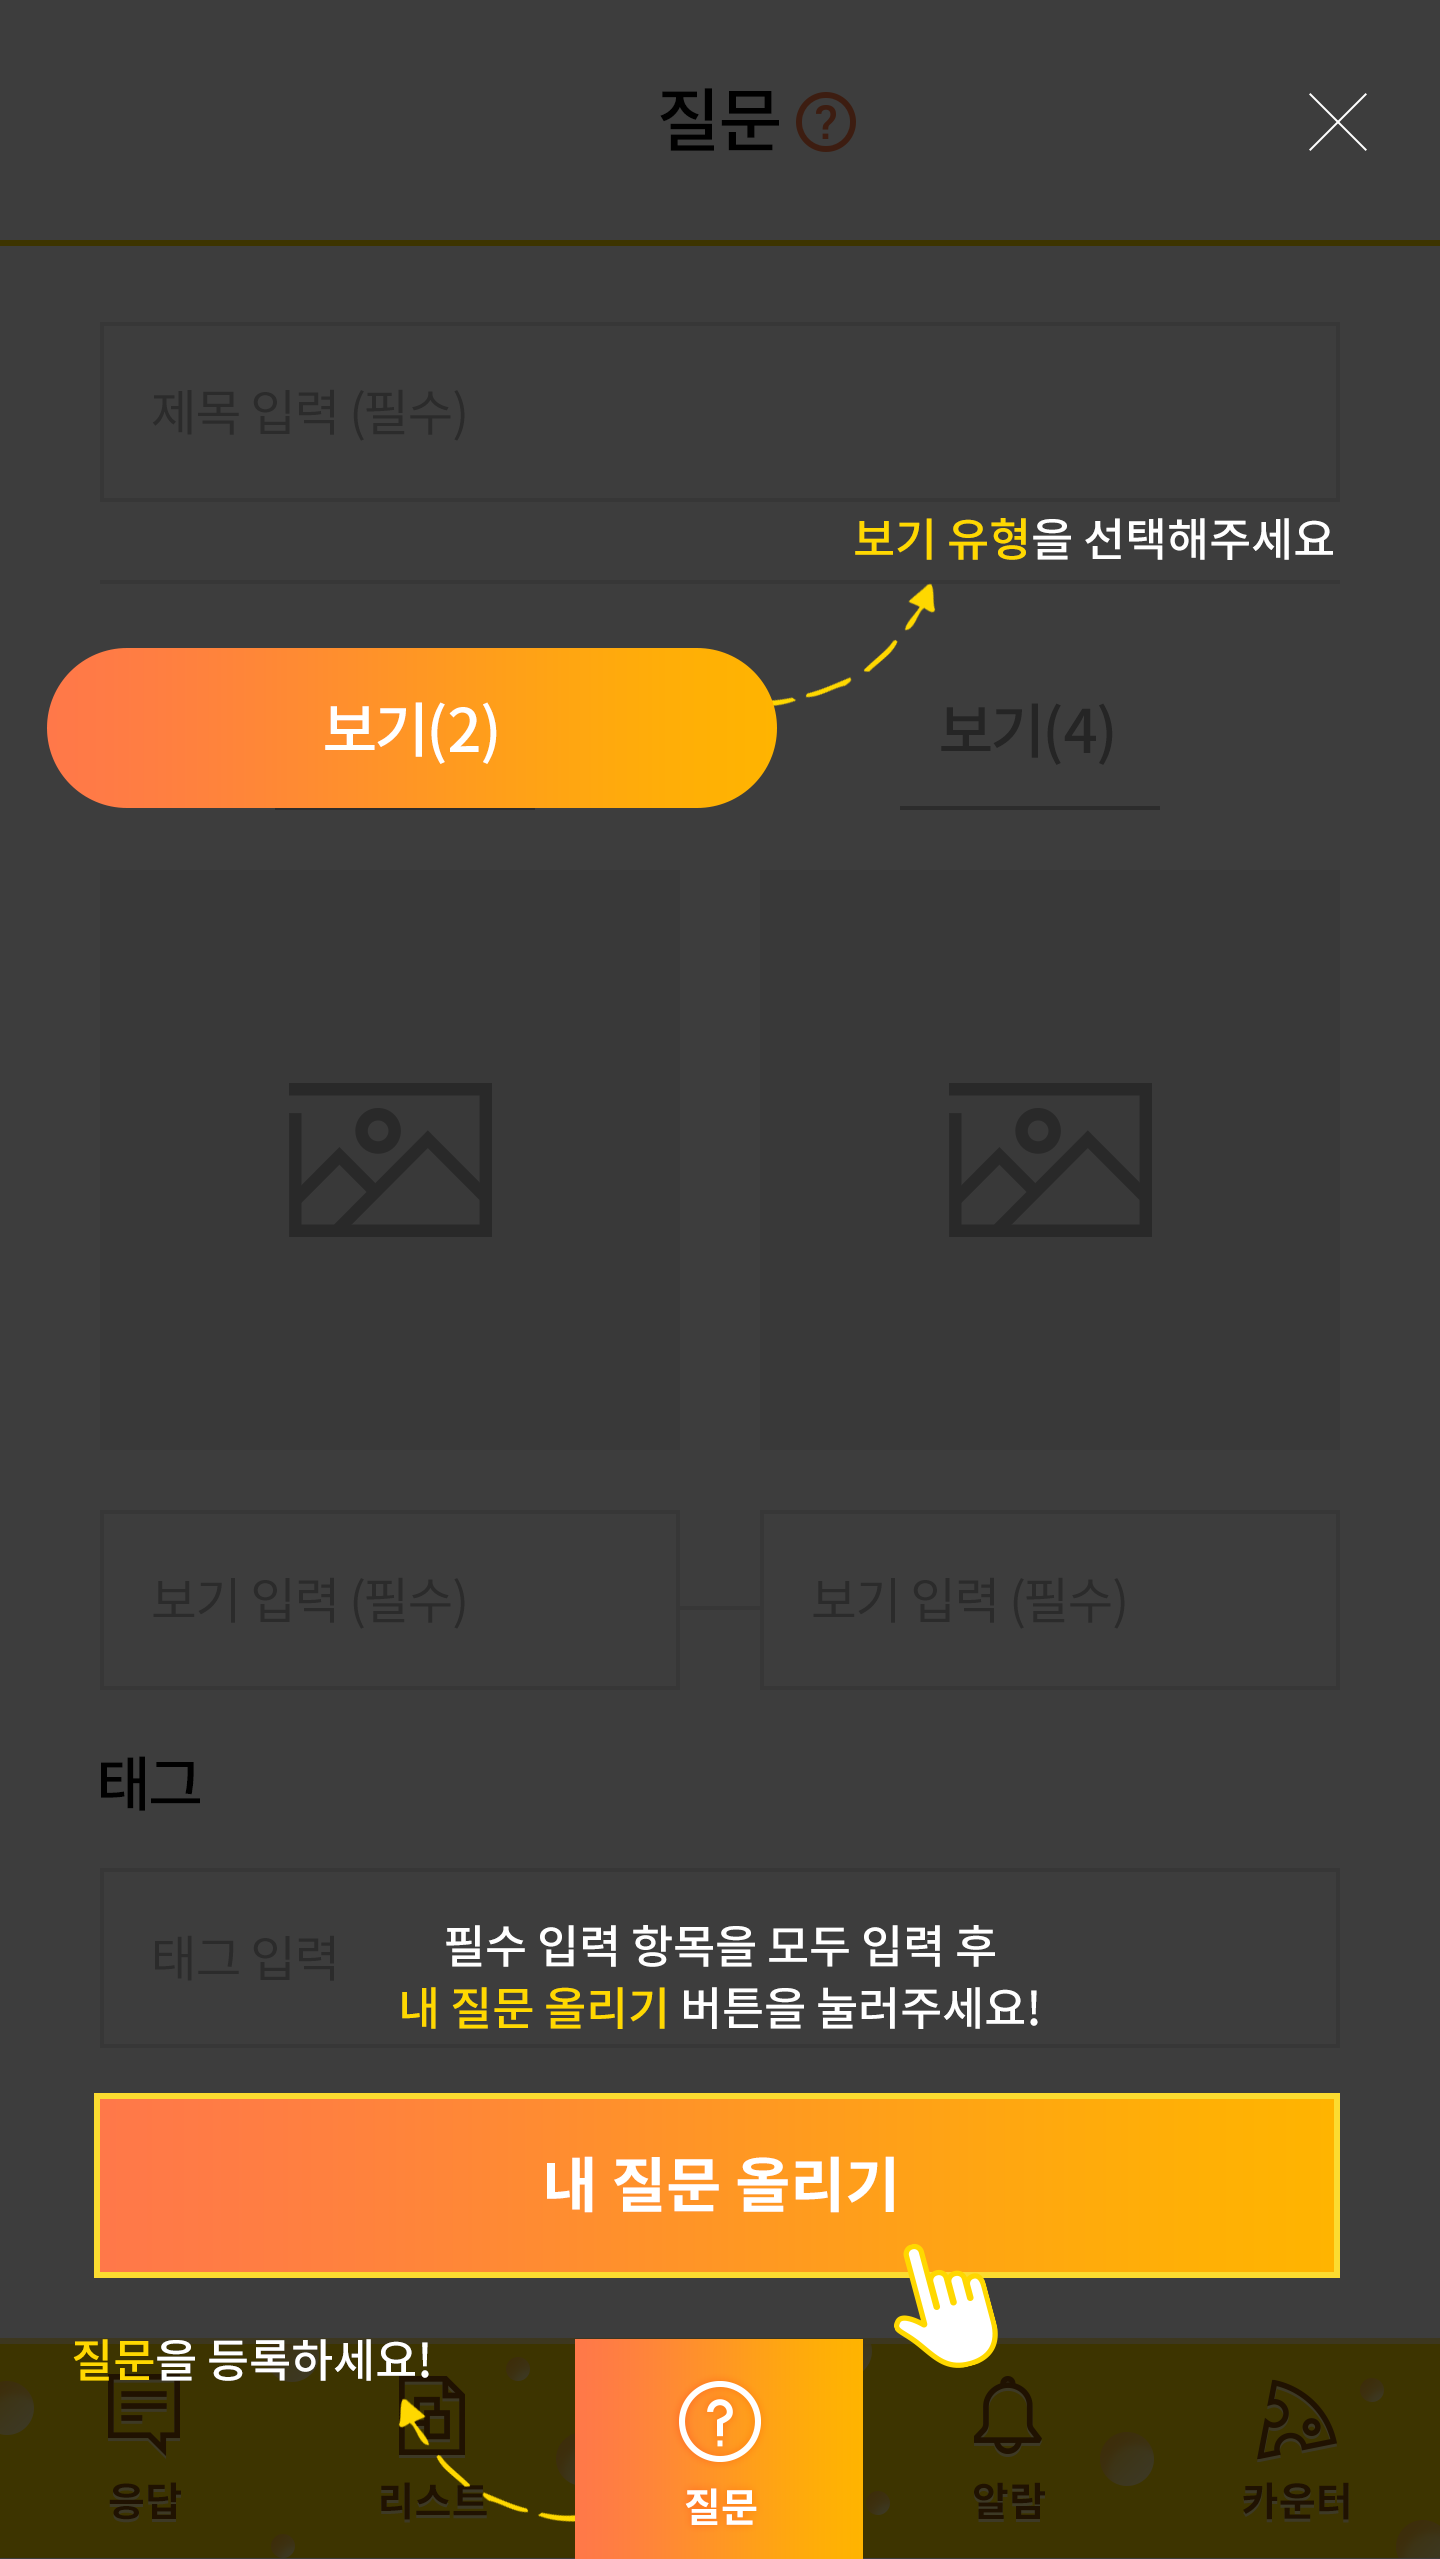 질문 ?
제목 입력 (필수)
보기 유형을 선택해주세요
보기(2)
보기(4)
보기 입력 (필수)
보기 입력 (필수)
태그
태그 입력
필수 입력 항목을 모두 입력 후
내 질문 올리기 버튼을 눌러주세요!
내 질문 올리기
질문을 등록하세요!
?
응답
리스트
질문
알람
카운터